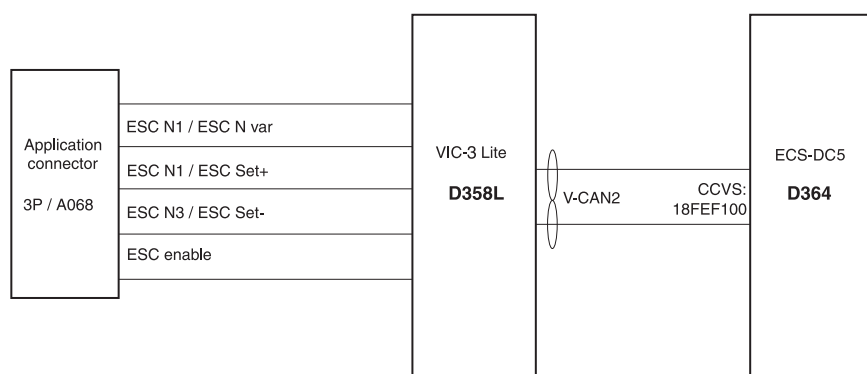 Application
connector
3P / A068
ESC N1 / ESC N var
ESC N1 / ESC Set+
ESC N3 / ESC Set-
ESC enable
VIC-3 Lite
D358L
V-CAN2
CCVS:
18FEF100
ECS-DC5
D364